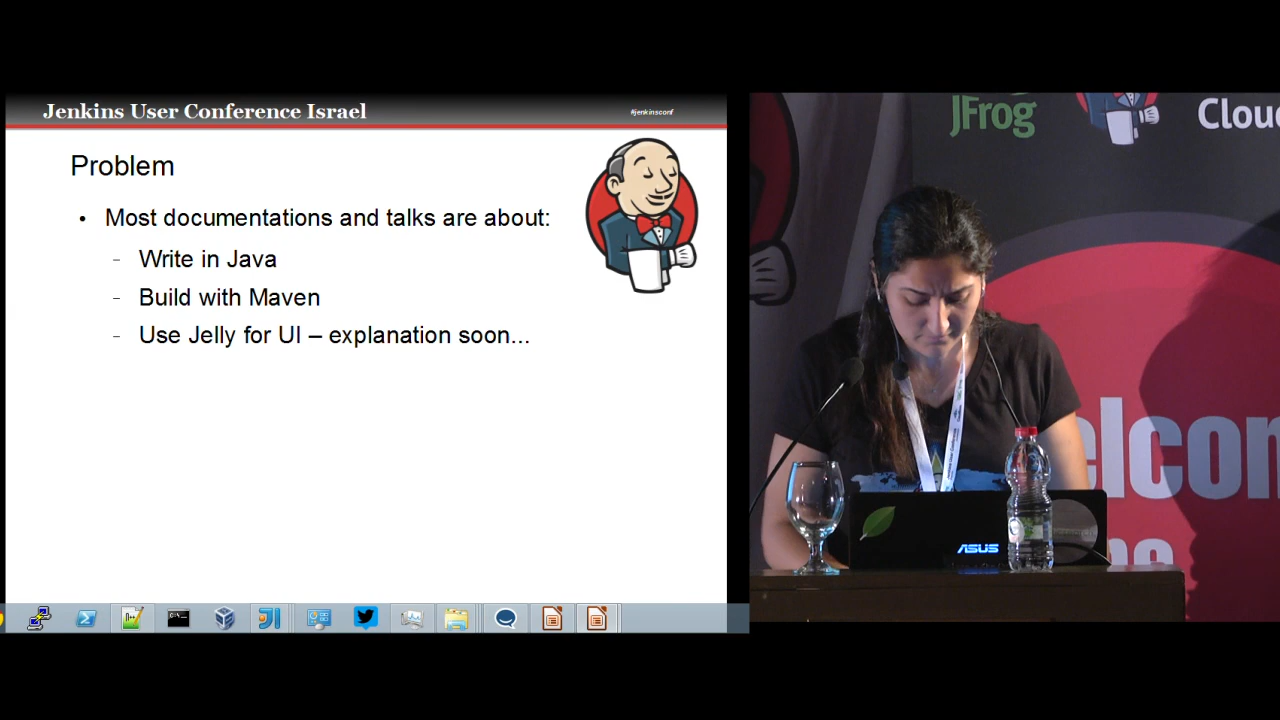 Jenkins User Conference Israel
#jenkinsconf
Problem
• Most documentations and talks are about:
– Write in Java
– Build with Maven
– Use Jelly for UI – explanation soon...
JFrog
Clou
elcom
ASUS